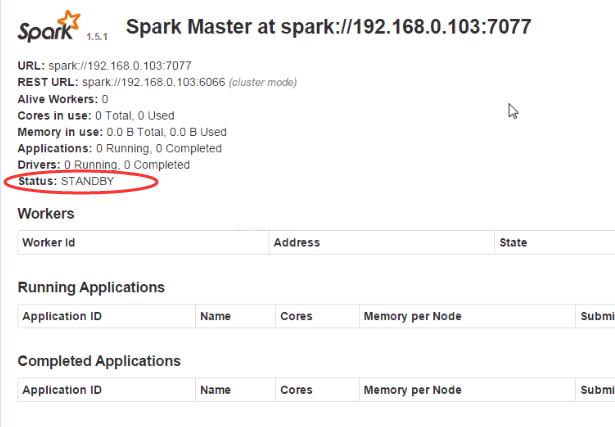 Spark 1.5.1 Spark Master at spark://192.168.0.103:7077
URL: spark://192.168.0.103:7077
REST URL: spark://192.168.0.103:6066 (cluster mode)
Alive Workers: 0
Cores in use: 0 Total, 0 Used
Memory in use: 0.0 B Total, 0.0 B Used
Applications: 0 Running, 0 Completed
Drivers: 0 Running, 0 Completed
Status: STANDBY
Workers
Worker Id Address State
Running Applications
Application ID Name Cores Memory per Node Submi
Completed Applications
Application ID Name Cores Memory per Node Submi